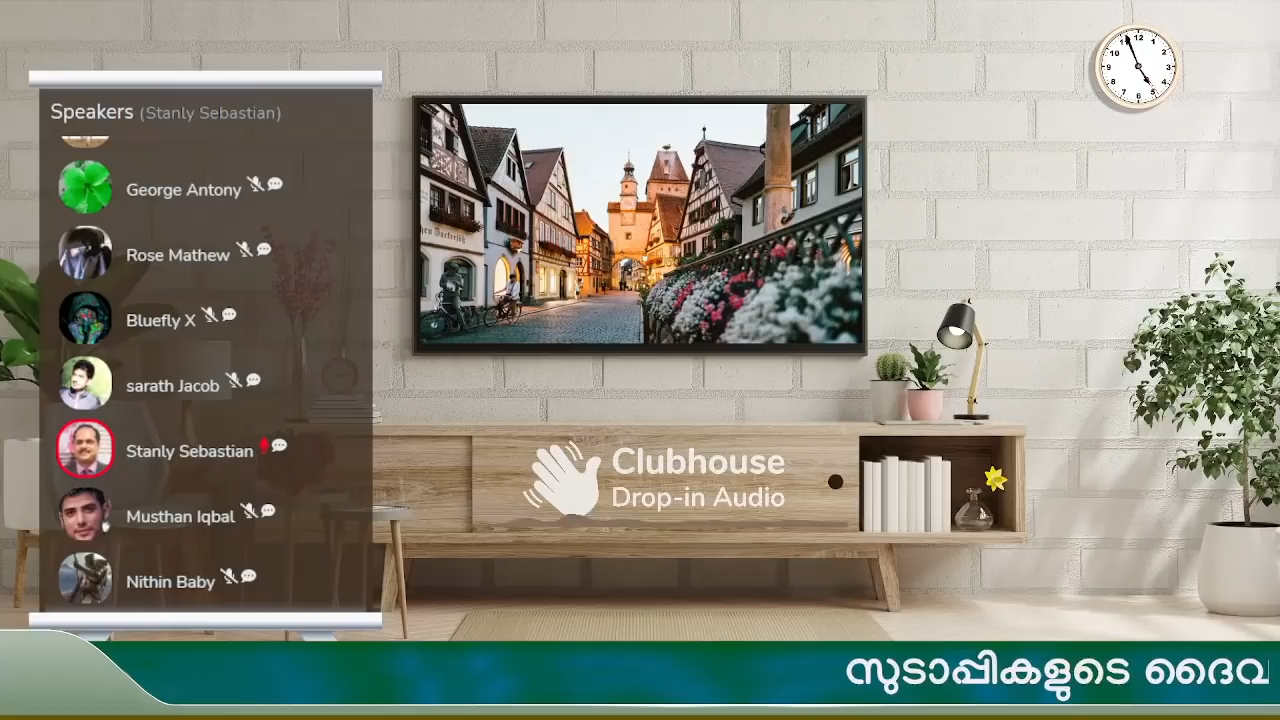 Speakers (Stanly Sebastian)
George Antony
Rose Mathew
Bluefly X
sarath Jacob
Stanly Sebastian
Musthan Iqbal
Nithin Baby
Clubhouse
Drop-in Audio
സുടാപ്പികളുടെ ദൈവ